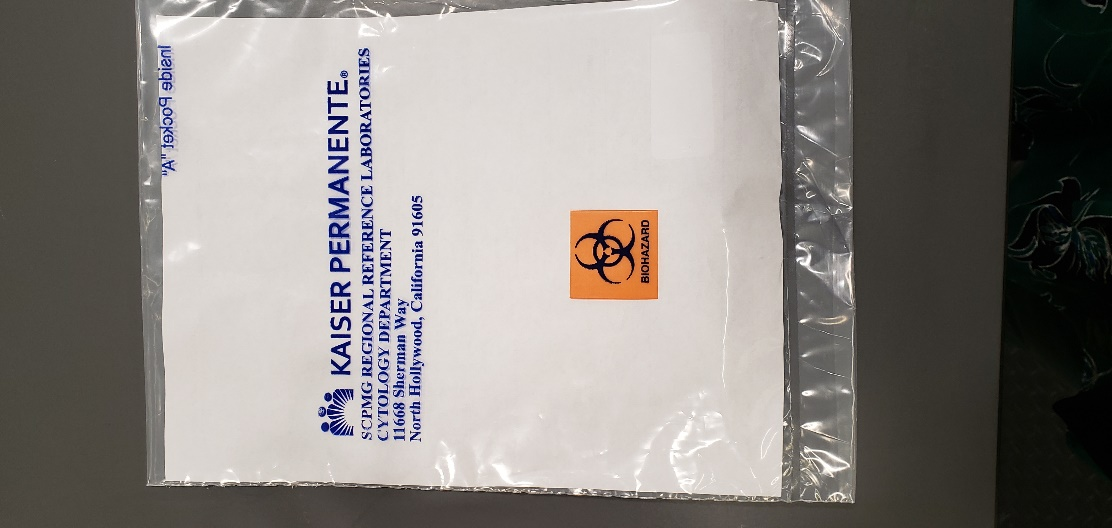 Inside Pocket "A"
KAISER PERMANENTE®
SCPMG REGIONAL REFERENCE LABORATORIES
CYTOLOGY DEPARTMENT
11668 Sherman Way
North Hollywood, California 91605
BIOHAZARD